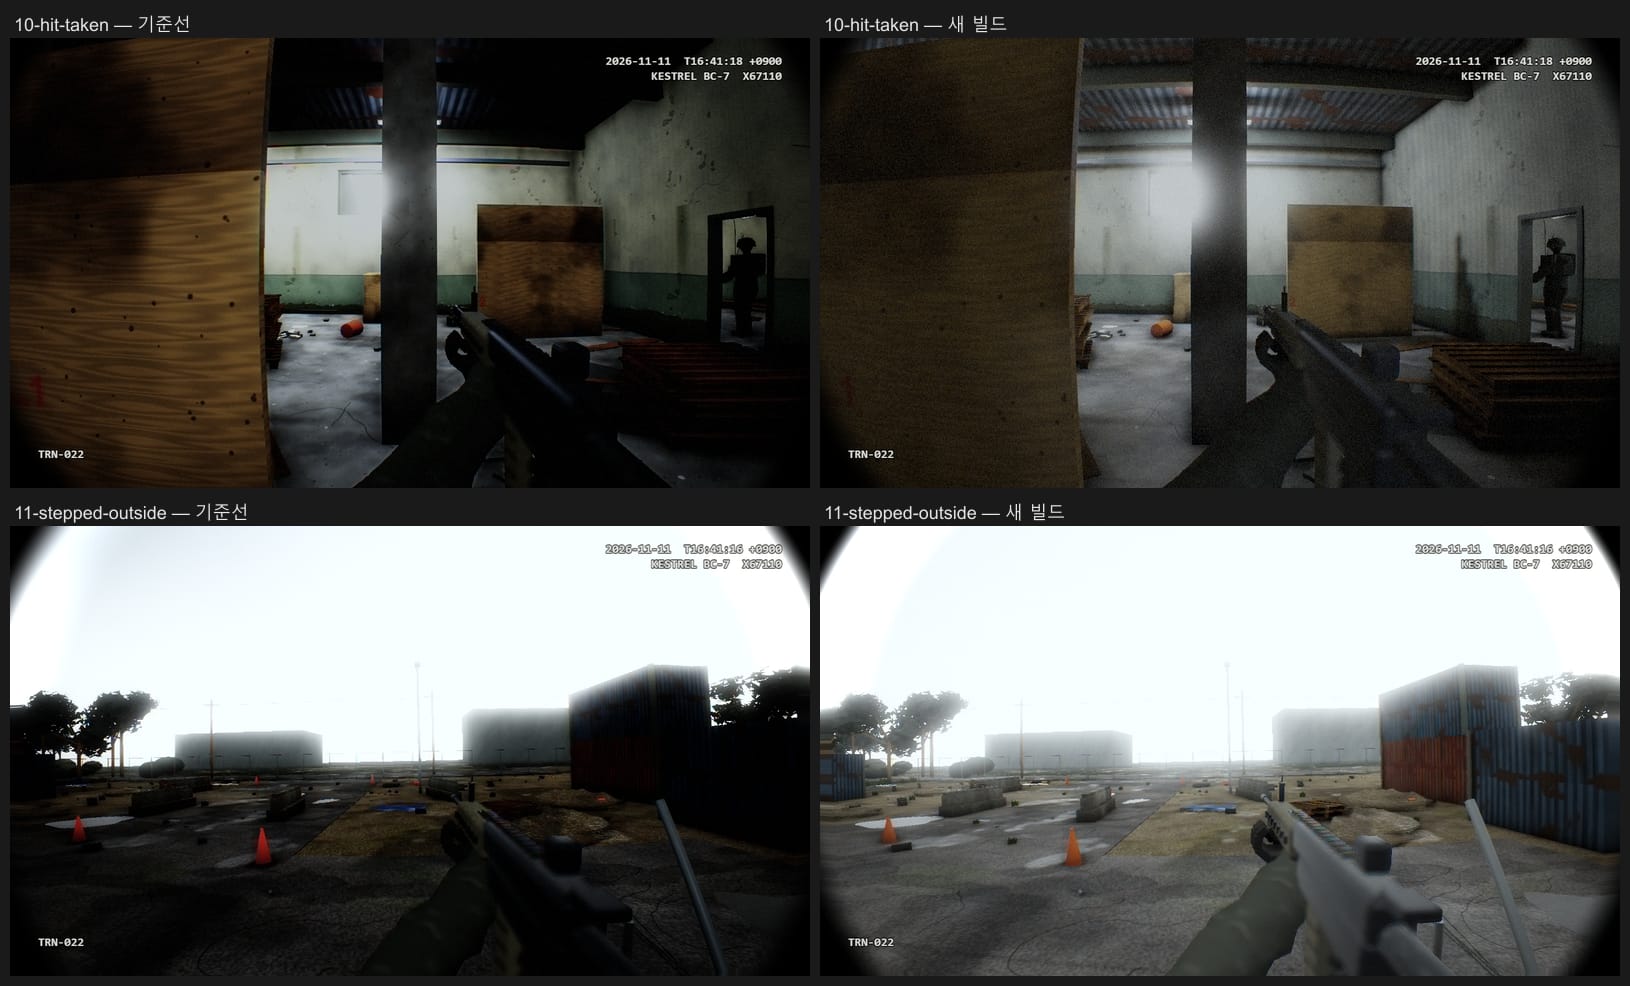 10-hit-taken — 기준선
2026-11-11 T16:41:18 +0900
KESTREL BC-7 X67110
1
TRN-022
10-hit-taken — 새 빌드
2026-11-11 T16:41:18 +0900
KESTREL BC-7 X67110
1
TRN-022
11-stepped-outside — 기준선
2026-11-11 T16:41:16 +0900
KESTREL BC-7 X67110
TRN-022
11-stepped-outside — 새 빌드
2026-11-11 T16:41:16 +0900
KESTREL BC-7 X67110
TRN-022